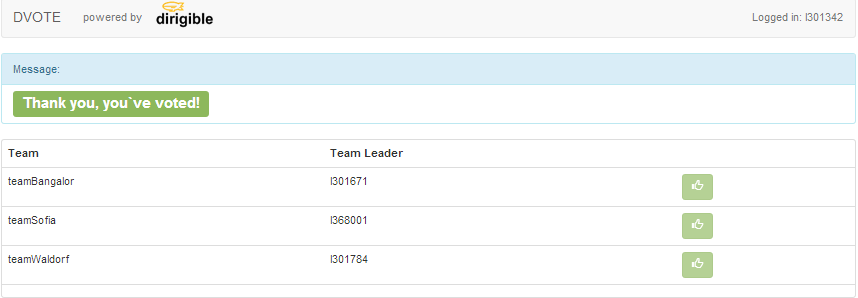 DVOTE powered by dirigible Logged in: I301342
Message:
Thank you, you`ve voted!
Team Team Leader
teamBangalor I301671
teamSofia I368001
teamWaldorf I301784